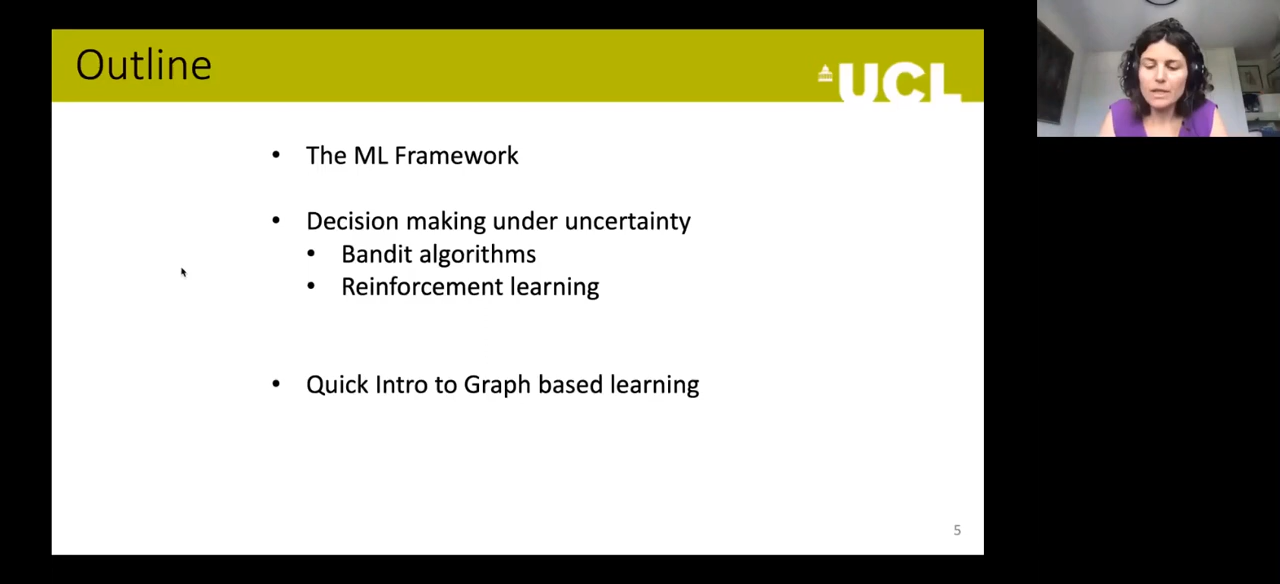 Outline
UCL
• The ML Framework
• Decision making under uncertainty
• Bandit algorithms
• Reinforcement learning
• Quick Intro to Graph based learning
5